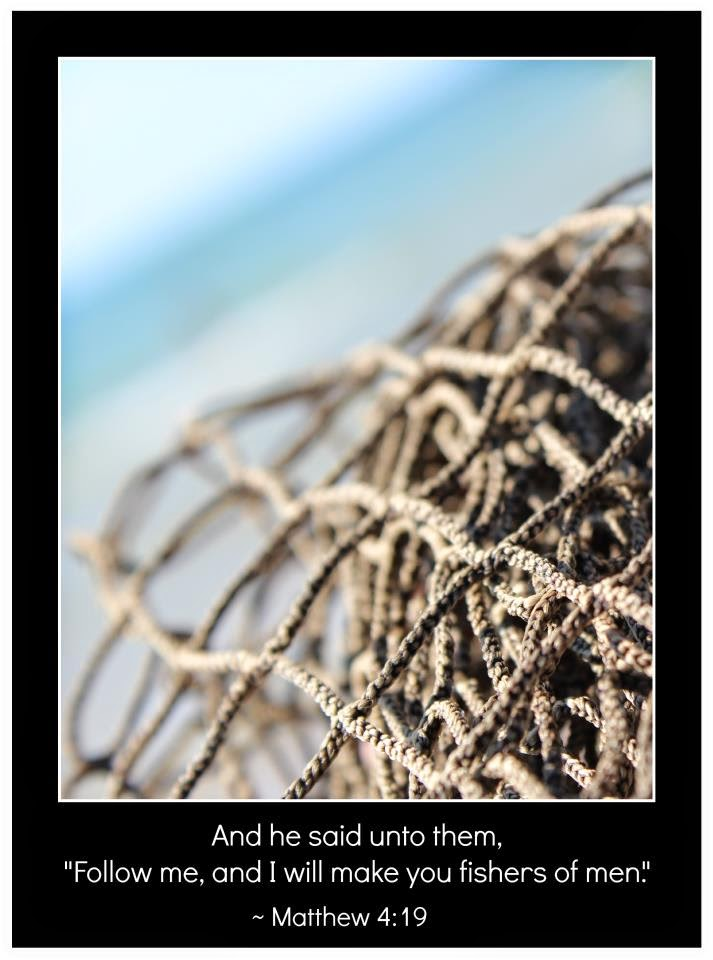 And he said unto them,
"Follow me, and I will make you fishers of men."
~ Matthew 4:19